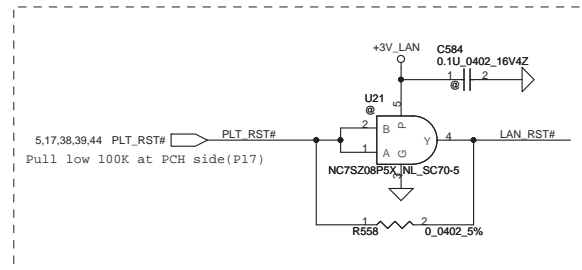 +3V_LAN
C584
0.1U_0402_16V4Z
1 2
@
U21
@
5
P
5,17,38,39,44 PLT_RST# PLT_RST# 2 B Y 4 LAN_RST#
Pull low 100K at PCH side(P17)
1 A G
3
NC7SZ08P5X_NL_SC70-5
1 2
R558 0_0402_5%